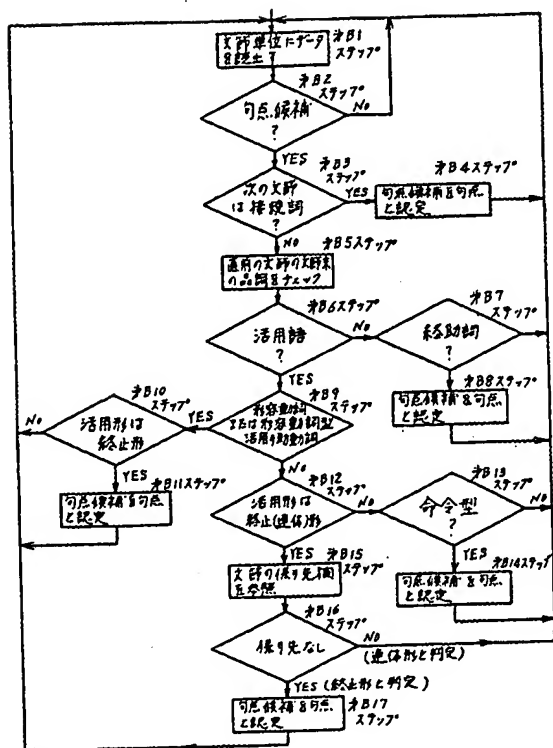 文節単位にデータ
を読出す
オB1
ステップ
句点候補
?
オB2
ステップ
NO
YES
次の文節
は接続詞
?
オB3
ステップ
YES
句点候補を句点
と認定
オB4ステップ
NO
オB5ステップ
直前の文節の文節末
の品詞をチェック
オB6ステップ
活用語
?
NO
オB7
ステップ
終助詞
?
オB8ステップ
句点候補を句点
と認定
YES
オB9
ステップ
形容動詞
または形容動詞型
活用の助動詞
YES
オB10
ステップ
活用形は
終止形
NO
YES
オB11ステップ
句点候補を句点
と認定
NO
オB12
ステップ
活用形は
終止(連体)形
NO
オB13
ステップ
命令型
?
NO
YES
オB14ステップ
句点候補を句点
と認定
YES
オB15
ステップ
文節の係り先欄
を参照
オB16
ステップ
係り先なし
NO
(連体形と判定)
YES(終止形と判定)
句点候補を句点
と認定
オB17
ステップ